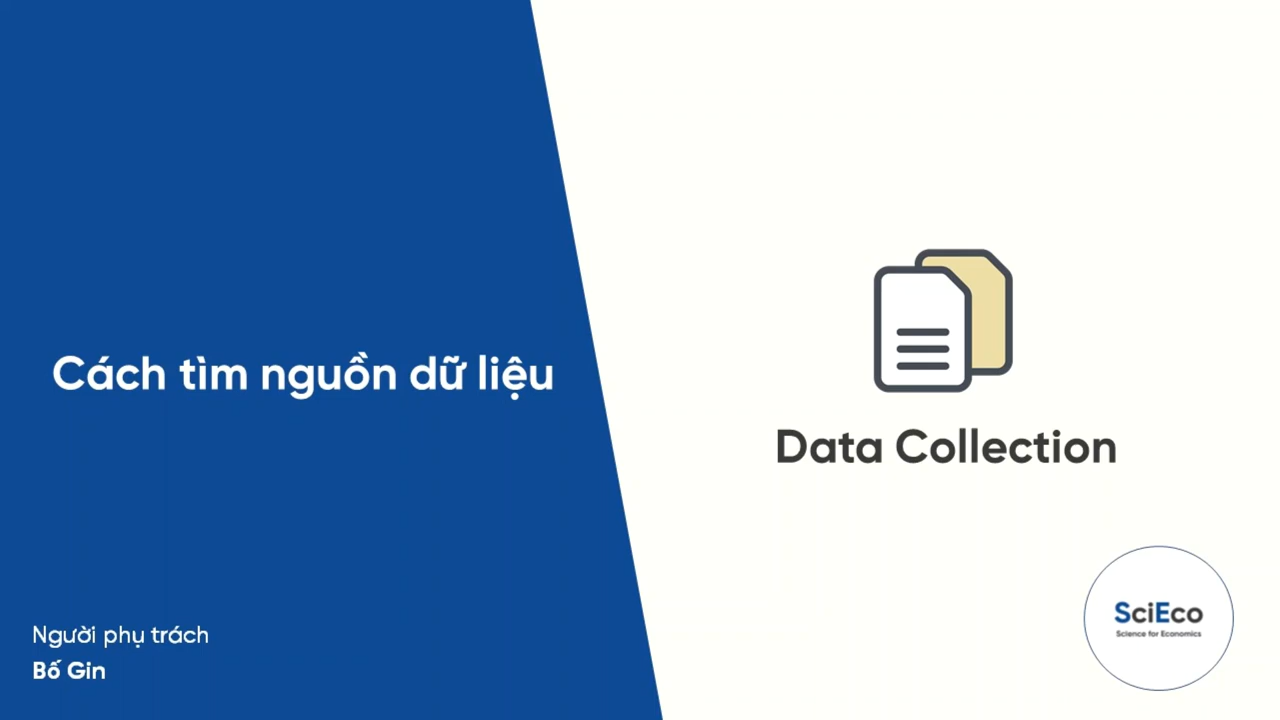 Cách tìm nguồn dữ liệu
Data Collection
SciEco
Science for Economics
Người phụ trách
Bố Gin